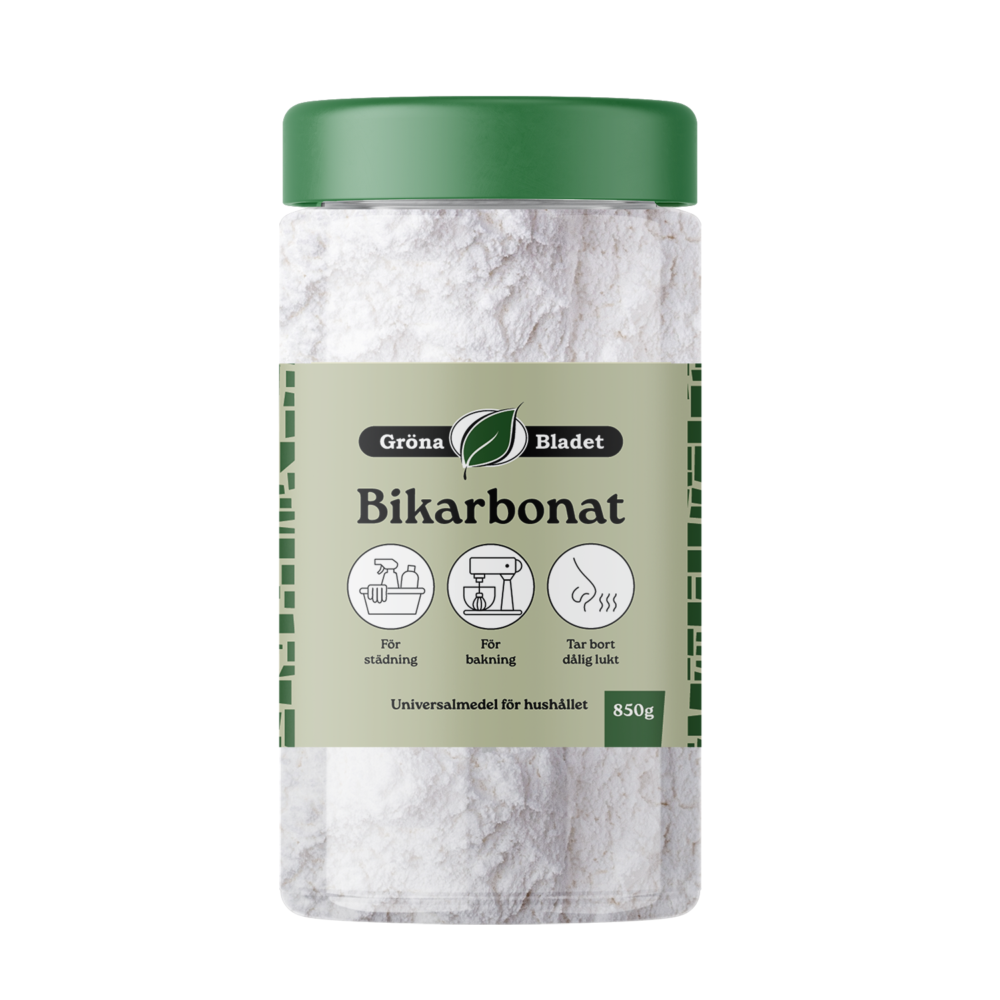 Gröna Bladet
Bikarbonat
För
städning
För
bakning
Tar bort
dålig lukt
Universalmedel för hushållet
850g